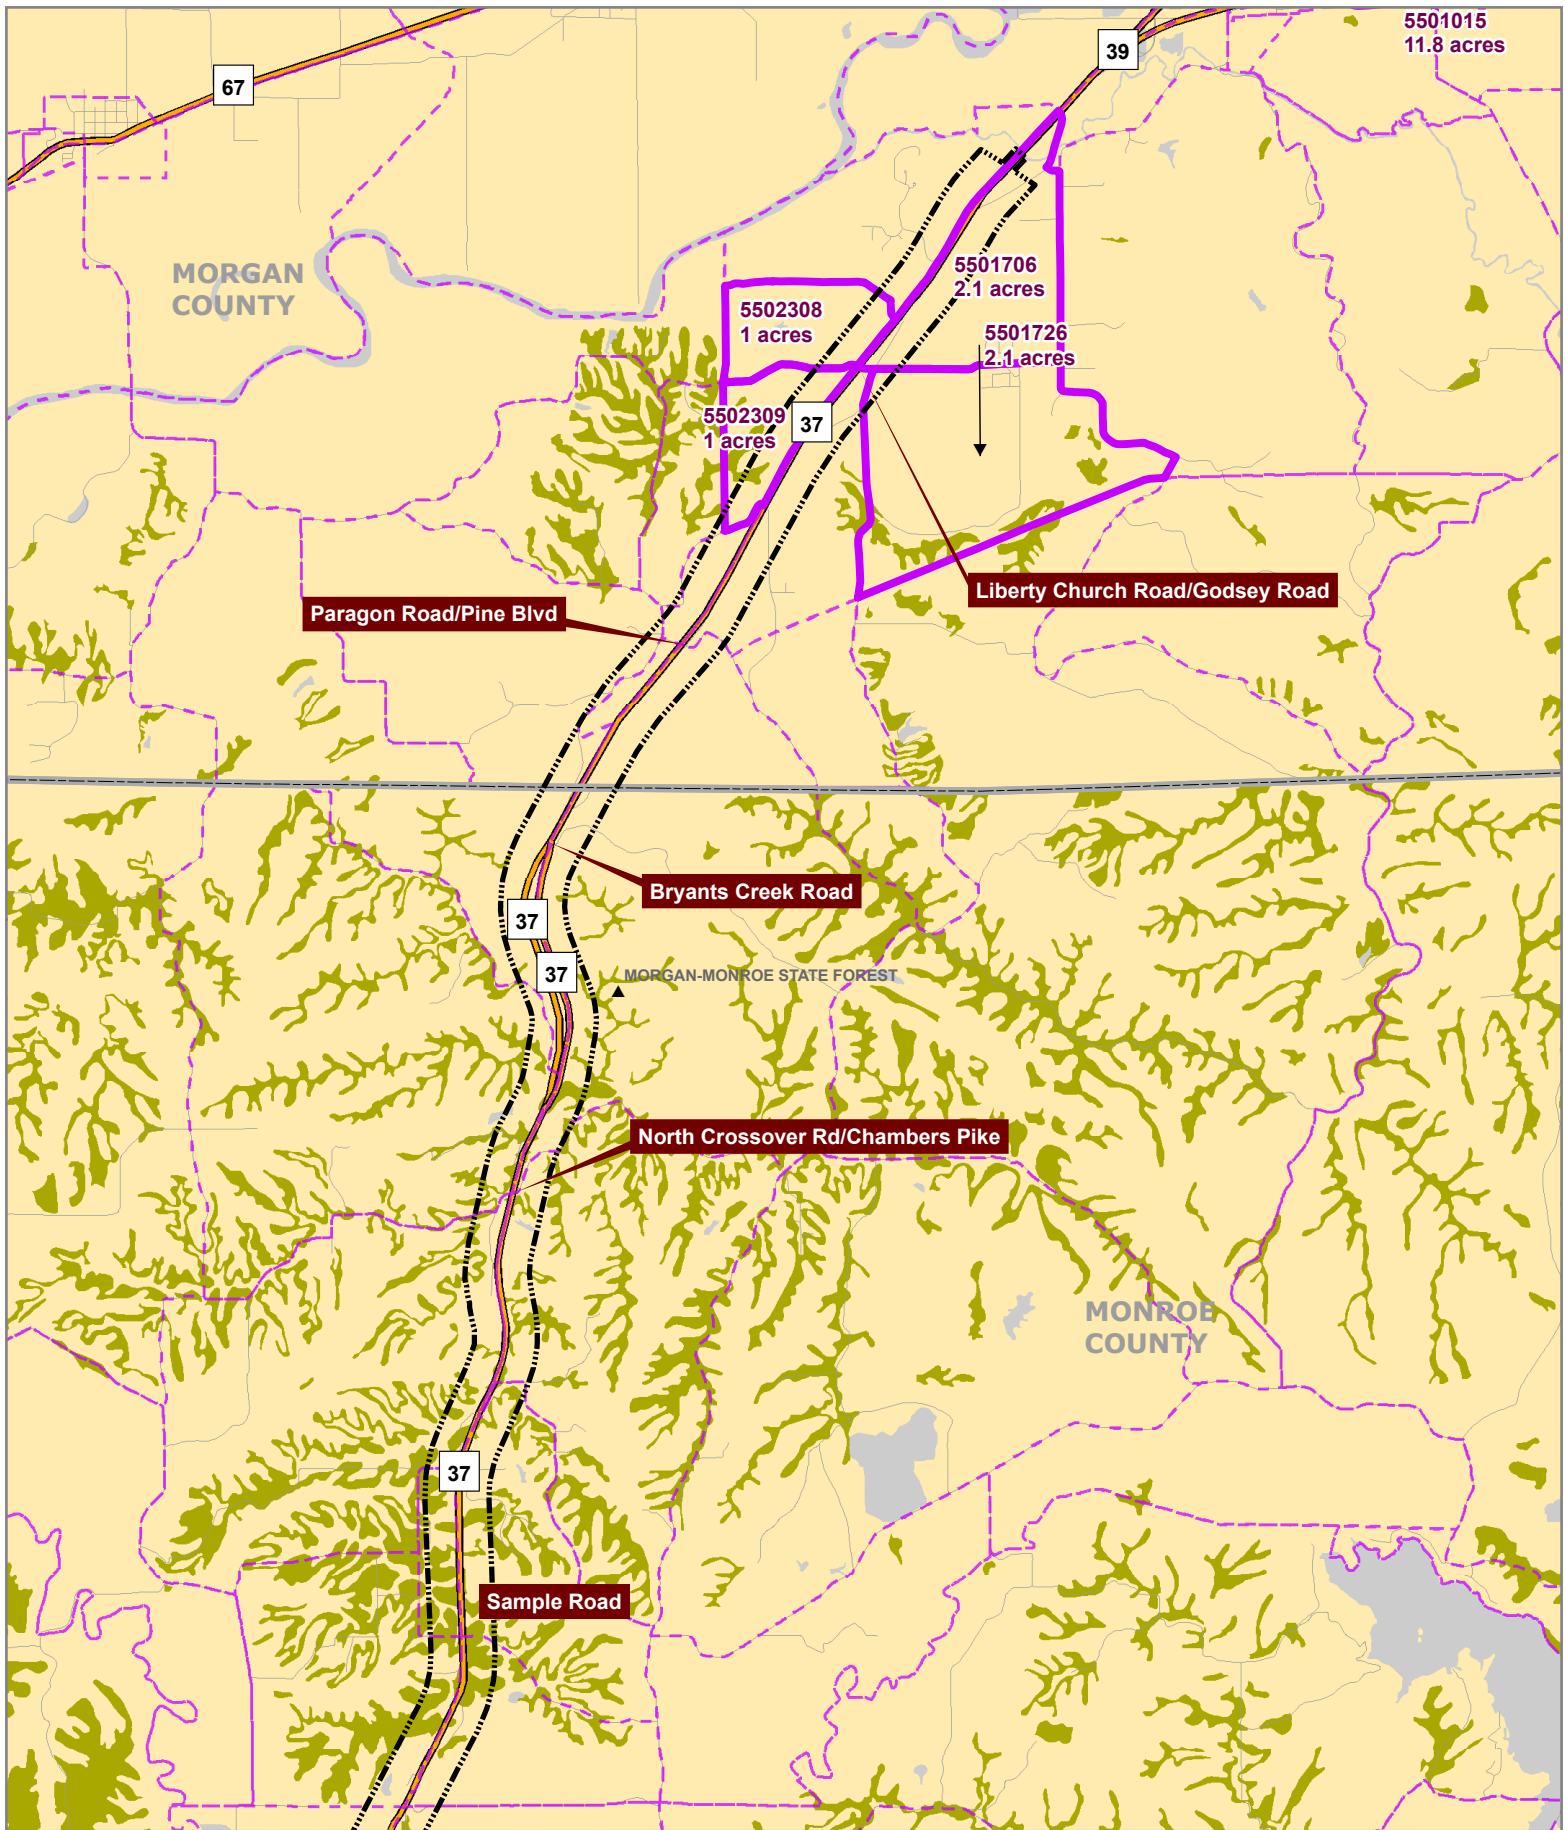 5501015
11.8 acres
39
67
MORGAN
COUNTY
5501706
2.1 acres
5502308
1 acres
5501726
2.1 acres
5502309
1 acres
37
Liberty Church Road/Godsey Road
Paragon Road/Pine Blvd
Bryants Creek Road
37
37
MORGAN-MONROE STATE FOREST
North Crossover Rd/Chambers Pike
MONROE
COUNTY
37
Sample Road